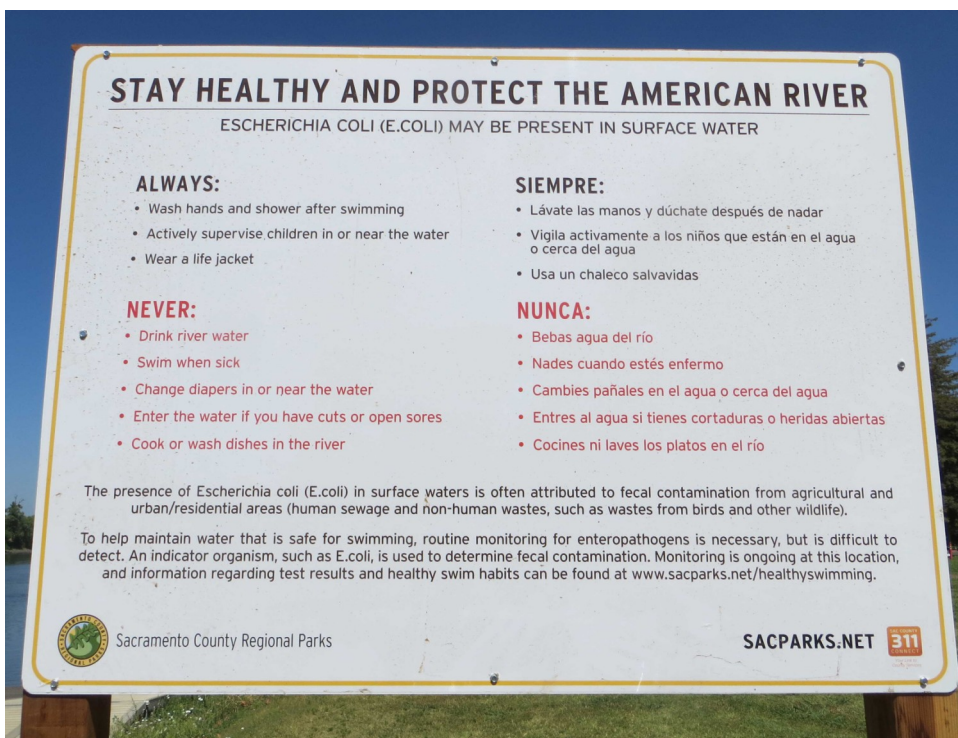 STAY HEALTHY AND PROTECT THE AMERICAN RIVER
ESCHERICHIA COLI (E.COLI) MAY BE PRESENT IN SURFACE WATER
ALWAYS:
• Wash hands and shower after swimming
• Actively supervise children in or near the water
• Wear a life jacket
NEVER:
• Drink river water
• Swim when sick
• Change diapers in or near the water
• Enter the water if you have cuts or open sores
• Cook or wash dishes in the river
SIEMPRE:
• Lávate las manos y dúchate después de nadar
• Vigila activamente a los niños que están en el agua
o cerca del agua
• Usa un chaleco salvavidas
NUNCA:
• Bebas agua del río
• Nades cuando estés enfermo
• Cambies pañales en el agua o cerca del agua
• Entres al agua si tienes cortaduras o heridas abiertas
• Cocines ni laves los platos en el río
The presence of Escherichia coli (E.coli) in surface waters is often attributed to fecal contamination from agricultural and
urban/residential areas (human sewage and non-human wastes, such as wastes from birds and other wildlife).
To help maintain water that is safe for swimming, routine monitoring for enteropathogens is necessary, but is difficult to
detect. An indicator organism, such as E.coli, is used to determine fecal contamination. Monitoring is ongoing at this location,
and information regarding test results and healthy swim habits can be found at www.sacparks.net/healthyswimming.
SACRAMENTO COUNTY
REGIONAL PARKS
Sacramento County Regional Parks
SACPARKS.NET
SAC COUNTY
311
CONNECT